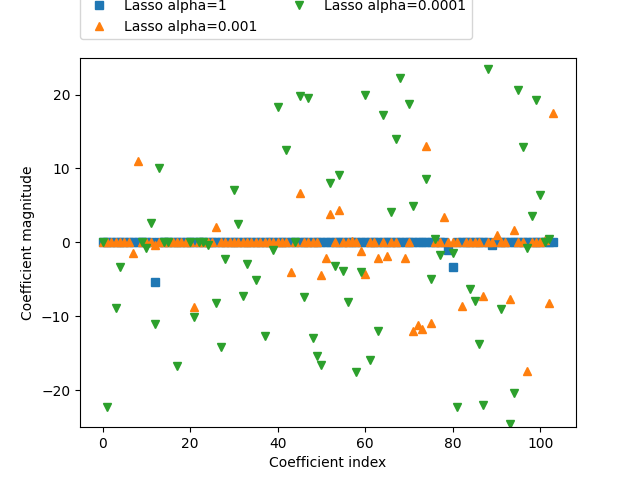 Lasso alpha=1 Lasso alpha=0.0001
Lasso alpha=0.001
20
10
0
−10
−20
Coefficient magnitude
0 20 40 60 80 100
Coefficient index